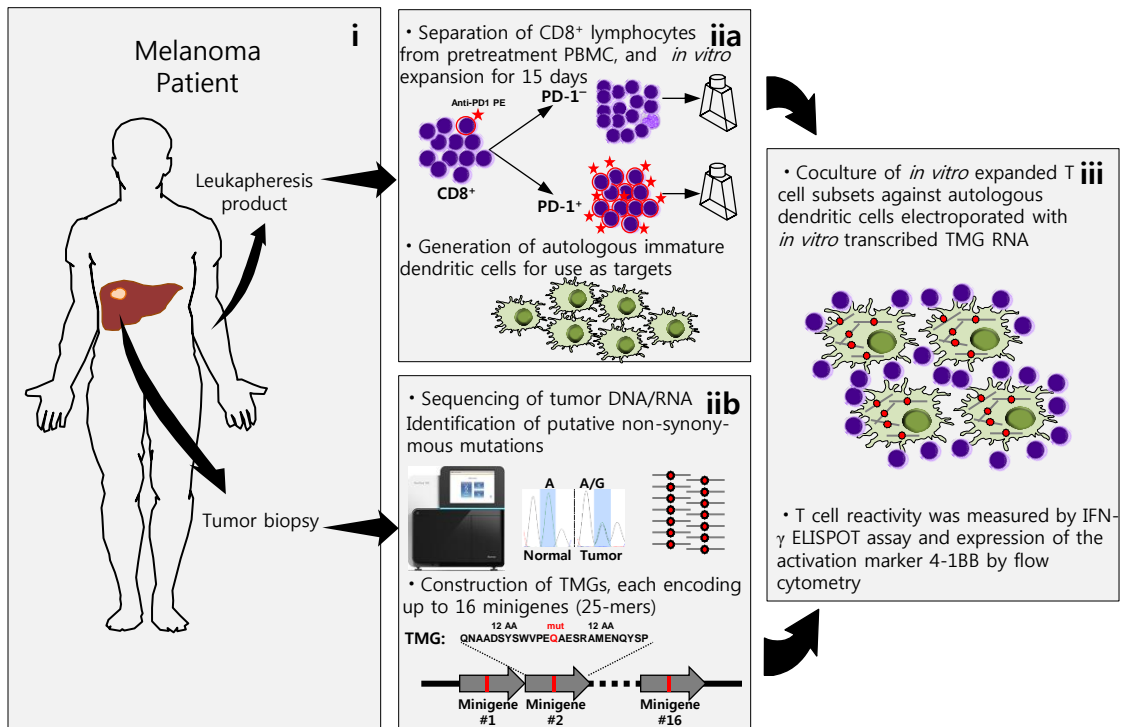 i
Melanoma
Patient
Leukapheresis
product
Tumor biopsy
iia
・Separation of CD8⁺ lymphocytes
from pretreatment PBMC, and in vitro
expansion for 15 days
Anti-PD1 PE
PD-1⁻
CD8⁺
PD-1⁺
・Generation of autologous immature
dendritic cells for use as targets
iib
・Sequencing of tumor DNA/RNA
Identification of putative non-synony-
mous mutations
A A/G
Normal Tumor
・Construction of TMGs, each encoding
up to 16 minigenes (25-mers)
12 AA mut 12 AA
TMG: QNAADSYSWVPEQAESRAMENQYSP
Minigene Minigene Minigene
#1 #2 #16
iii
・Coculture of in vitro expanded T
cell subsets against autologous
dendritic cells electroporated with
in vitro transcribed TMG RNA
・T cell reactivity was measured by IFN-
γ ELISPOT assay and expression of the
activation marker 4-1BB by flow
cytometry